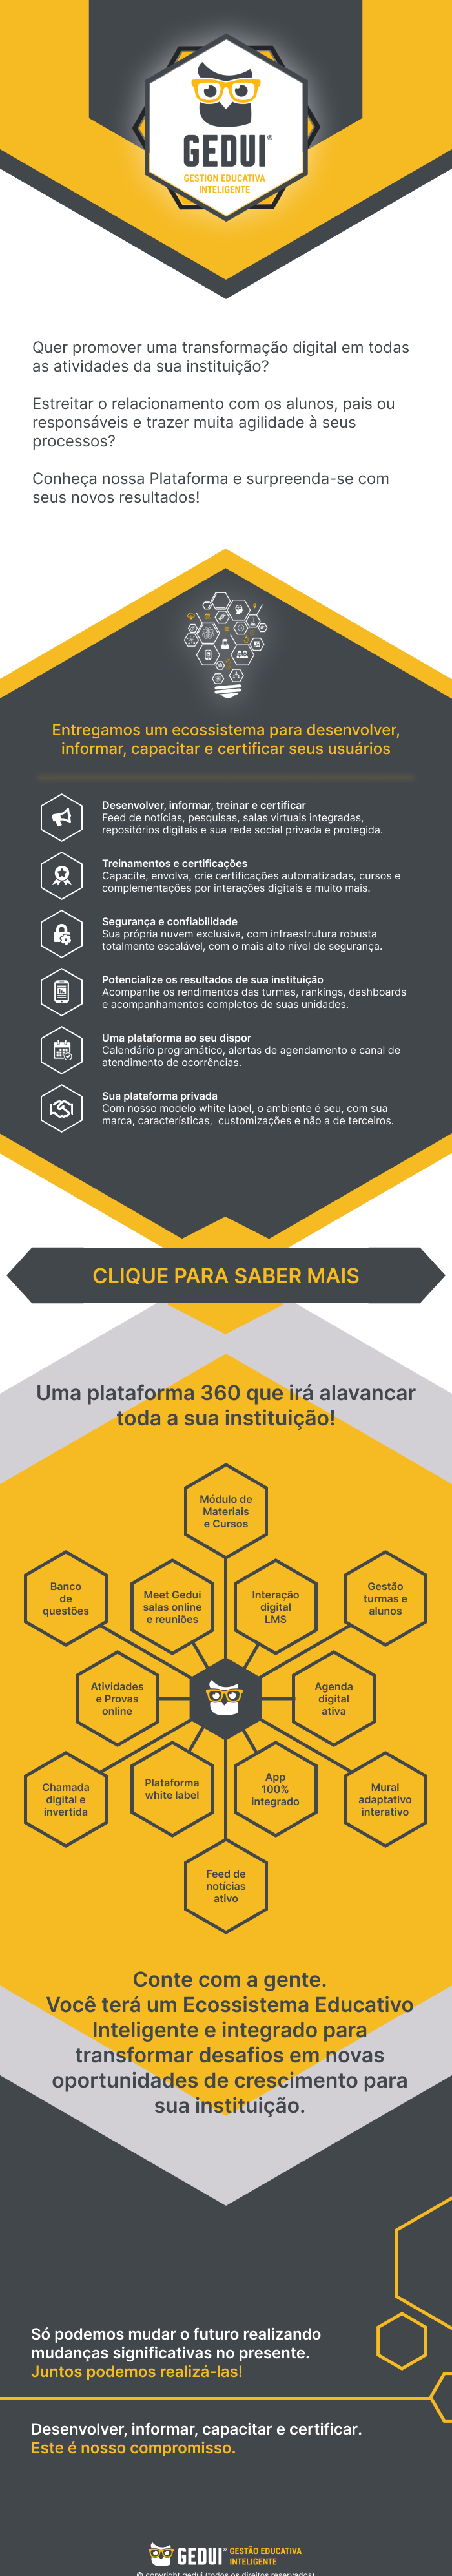 GEDUI®
GESTION EDUCATIVA
INTELIGENTE
Quer promover uma transformação digital em todas
as atividades da sua instituição?
Estreitar o relacionamento com os alunos, pais ou
responsáveis e trazer muita agilidade à seus
processos?
Conheça nossa Plataforma e surpreenda-se com
seus novos resultados!
Entregamos um ecossistema para desenvolver,
informar, capacitar e certificar seus usuários
Desenvolver, informar, treinar e certificar
Feed de notícias, pesquisas, salas virtuais integradas,
repositórios digitais e sua rede social privada e protegida.
Treinamentos e certificações
Capacite, envolva, crie certificações automatizadas, cursos e
complementações por interações digitais e muito mais.
Segurança e confiabilidade
Sua própria nuvem exclusiva, com infraestrutura robusta
totalmente escalável, com o mais alto nível de segurança.
Potencialize os resultados de sua instituição
Acompanhe os rendimentos das turmas, rankings, dashboards
e acompanhamentos completos de suas unidades.
Uma plataforma ao seu dispor
Calendário programático, alertas de agendamento e canal de
atendimento de ocorrências.
Sua plataforma privada
Com nosso modelo white label, o ambiente é seu, com sua
marca, características, customizações e não a de terceiros.
CLIQUE PARA SABER MAIS
Uma plataforma 360 que irá alavancar
toda a sua instituição!
Módulo de
Materiais
e Cursos
Banco
de
questões
Meet Gedui
salas online
e reuniões
Interação
digital
LMS
Gestão
turmas e
alunos
Atividades
e Provas
online
Agenda
digital
ativa
Chamada
digital e
invertida
Plataforma
white label
App
100%
integrado
Mural
adaptativo
interativo
Feed de
notícias
ativo
Conte com a gente.
Você terá um Ecossistema Educativo
Inteligente e integrado para
transformar desafios em novas
oportunidades de crescimento para
sua instituição.
Só podemos mudar o futuro realizando
mudanças significativas no presente.
Juntos podemos realizá-las!
Desenvolver, informar, capacitar e certificar.
Este é nosso compromisso.
GEDUI® GESTÃO EDUCATIVA
INTELIGENTE
© copyright gedui (todos os direitos reservados)